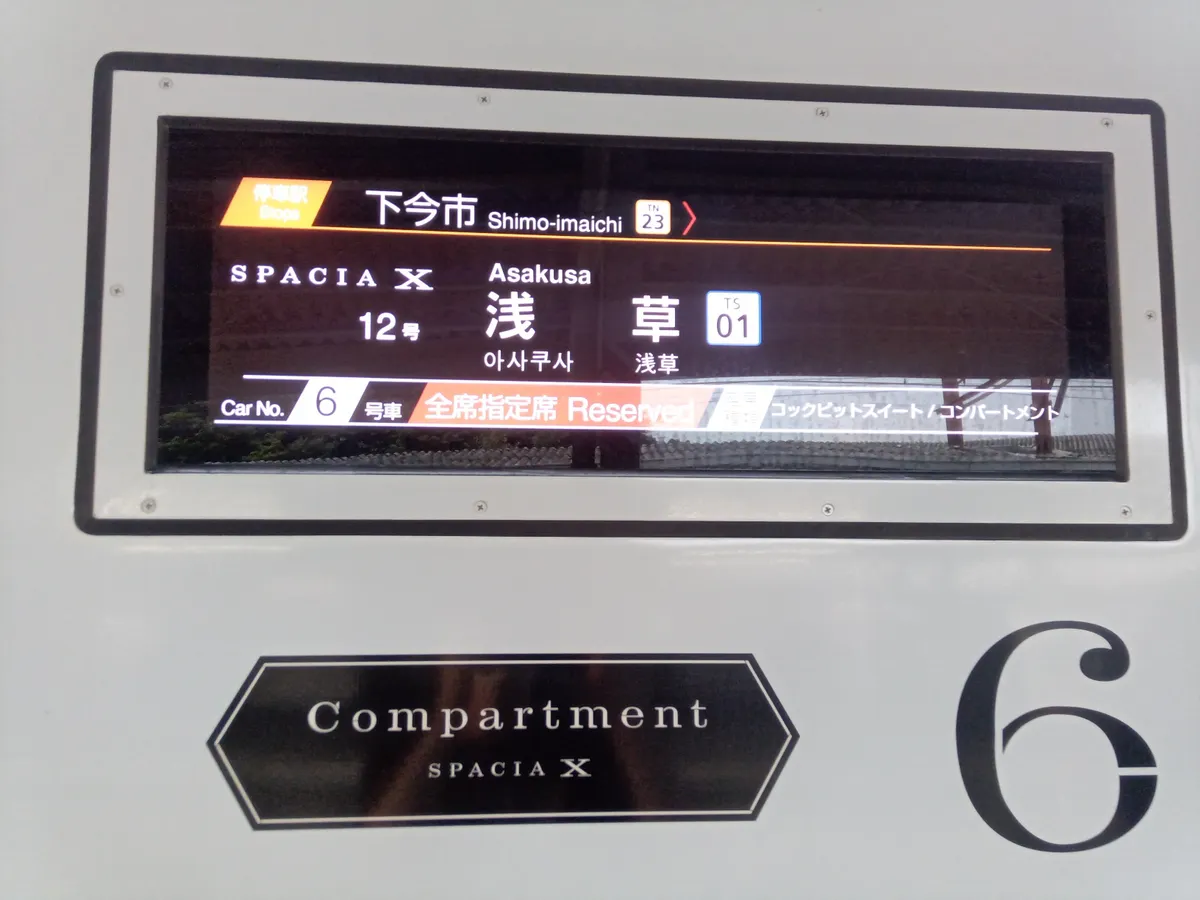 停車駅
Stops
下今市 Shimo-imaichi TN 23
SPACIA X
12号
Asakusa
浅草 TS 01
아사쿠사 浅草
Car No. 6 号車 全席指定席 Reserved コックピットスイート / コンパートメント
Compartment
SPACIA X
6